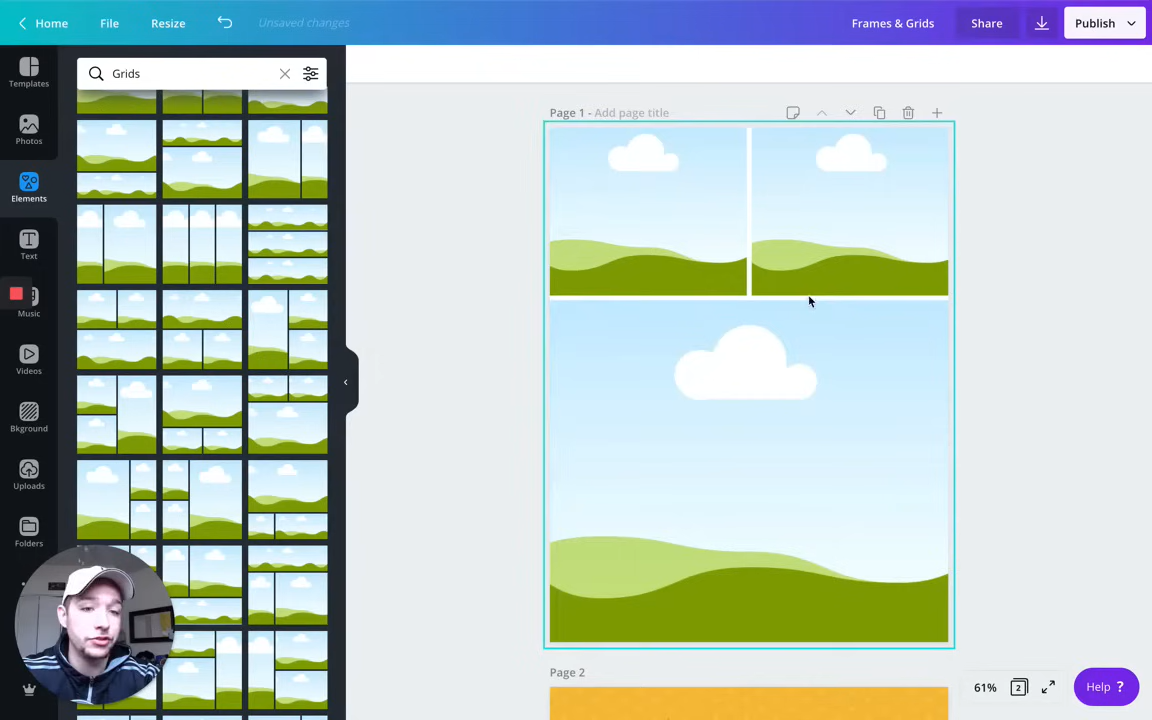 Home
File
Resize
Unsaved changes
Frames & Grids
Share
Publish
Templates
Photos
Elements
Text
Music
Videos
Bkground
Uploads
Folders
Grids
Page 1 - Add page title
Page 2
61%
2
Help ?